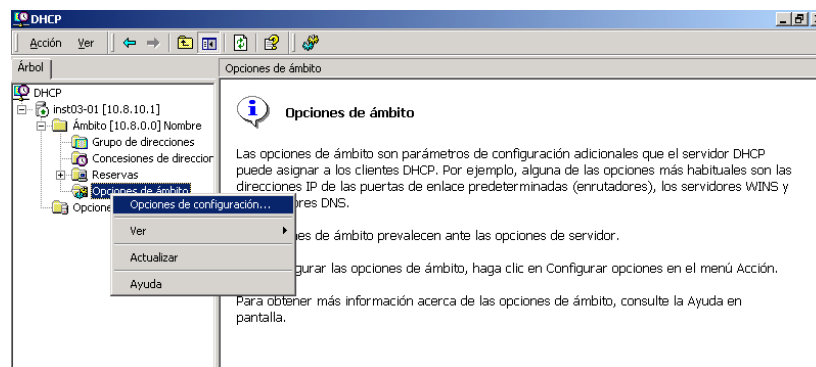 DHCP
Acción Ver
Árbol
Opciones de ámbito
DHCP
inst03-01 [10.8.10.1]
Ámbito [10.8.0.0] Nombre
Grupo de direcciones
Concesiones de direccion
Reservas
Opciones de ámbito
Opcione
Opciones de configuración...
Ver
Actualizar
Ayuda
Opciones de ámbito
Las opciones de ámbito son parámetros de configuración adicionales que el servidor DHCP
puede asignar a los clientes DHCP. Por ejemplo, alguna de las opciones más habituales son las
direcciones IP de las puertas de enlace predeterminadas (enrutadores), los servidores WINS y
ores DNS.
es de ámbito prevalecen ante las opciones de servidor.
gurar las opciones de ámbito, haga clic en Configurar opciones en el menú Acción.
Para obtener más información acerca de las opciones de ámbito, consulte la Ayuda en
pantalla.